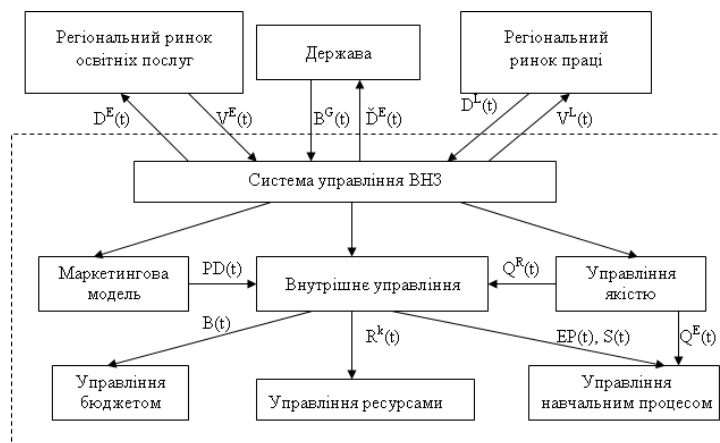 Регіональний ринок
освітніх послуг
Держава
Регіональний
ринок праці
D^E(t)
V^E(t)
B^G(t)
Ď^E(t)
D^L(t)
V^L(t)
Система управління ВНЗ
Маркетингова
модель
PD(t)
Внутрішнє управління
Q^R(t)
Управління
якістю
B(t)
R^k(t)
EP(t), S(t)
Q^E(t)
Управління
бюджетом
Управління ресурсами
Управління
навчальним процесом